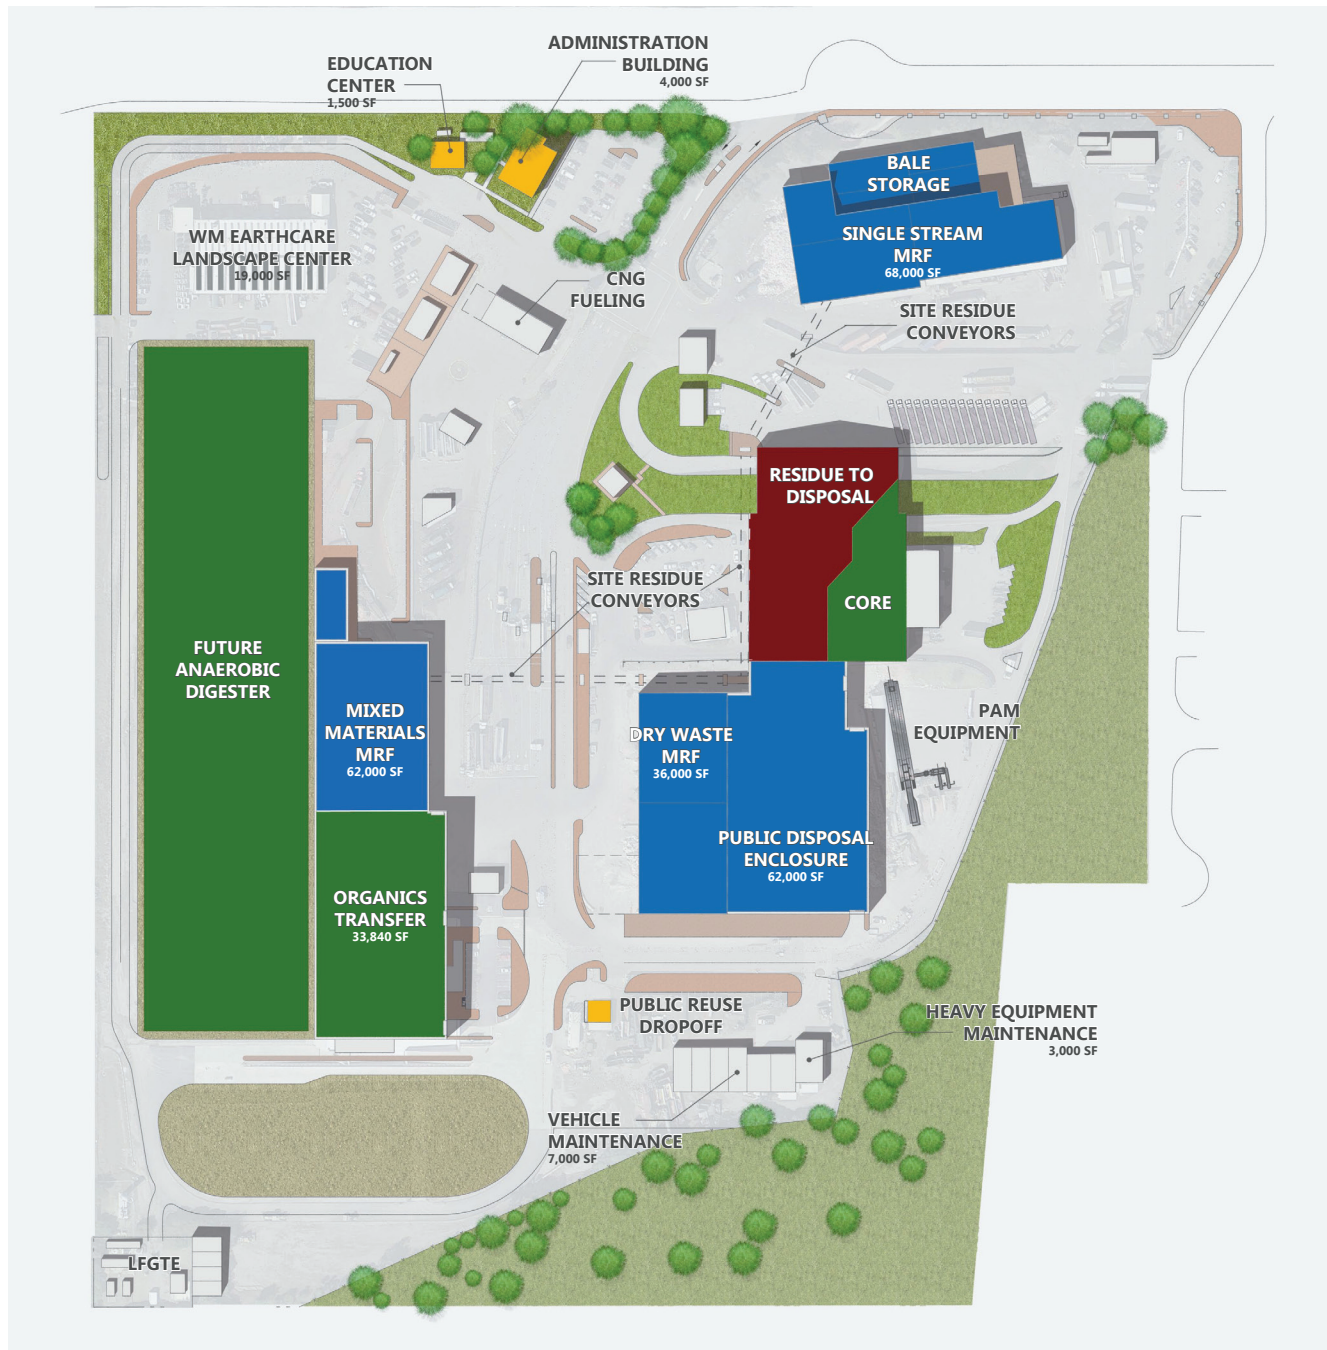 ADMINISTRATION
BUILDING
4,000 SF
EDUCATION
CENTER
1,500 SF
BALE
STORAGE
SINGLE STREAM
MRF
68,000 SF
WM EARTHCARE
LANDSCAPE CENTER
19,000 SF
CNG
FUELING
SITE RESIDUE
CONVEYORS
RESIDUE TO
DISPOSAL
SITE RESIDUE
CONVEYORS
CORE
FUTURE
ANAEROBIC
DIGESTER
MIXED
MATERIALS
MRF
62,000 SF
DRY WASTE
MRF
36,000 SF
PAM
EQUIPMENT
PUBLIC DISPOSAL
ENCLOSURE
62,000 SF
ORGANICS
TRANSFER
33,840 SF
PUBLIC REUSE
DROPOFF
HEAVY EQUIPMENT
MAINTENANCE
3,000 SF
VEHICLE
MAINTENANCE
7,000 SF
LFGTE